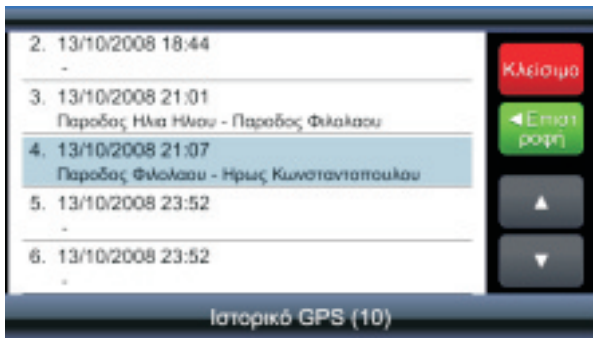 2. 13/10/2008 18:44
-
3. 13/10/2008 21:01
Παροδος Ηλια Ηλιου - Παροδος Φιλολαου
4. 13/10/2008 21:07
Παροδος Φιλολαου - Ηρως Κωνσταντοπουλου
5. 13/10/2008 23:52
-
6. 13/10/2008 23:52
-
Κλείσιμο
◄Επιστ
ροφή
▲
▼
Ιστορικό GPS (10)